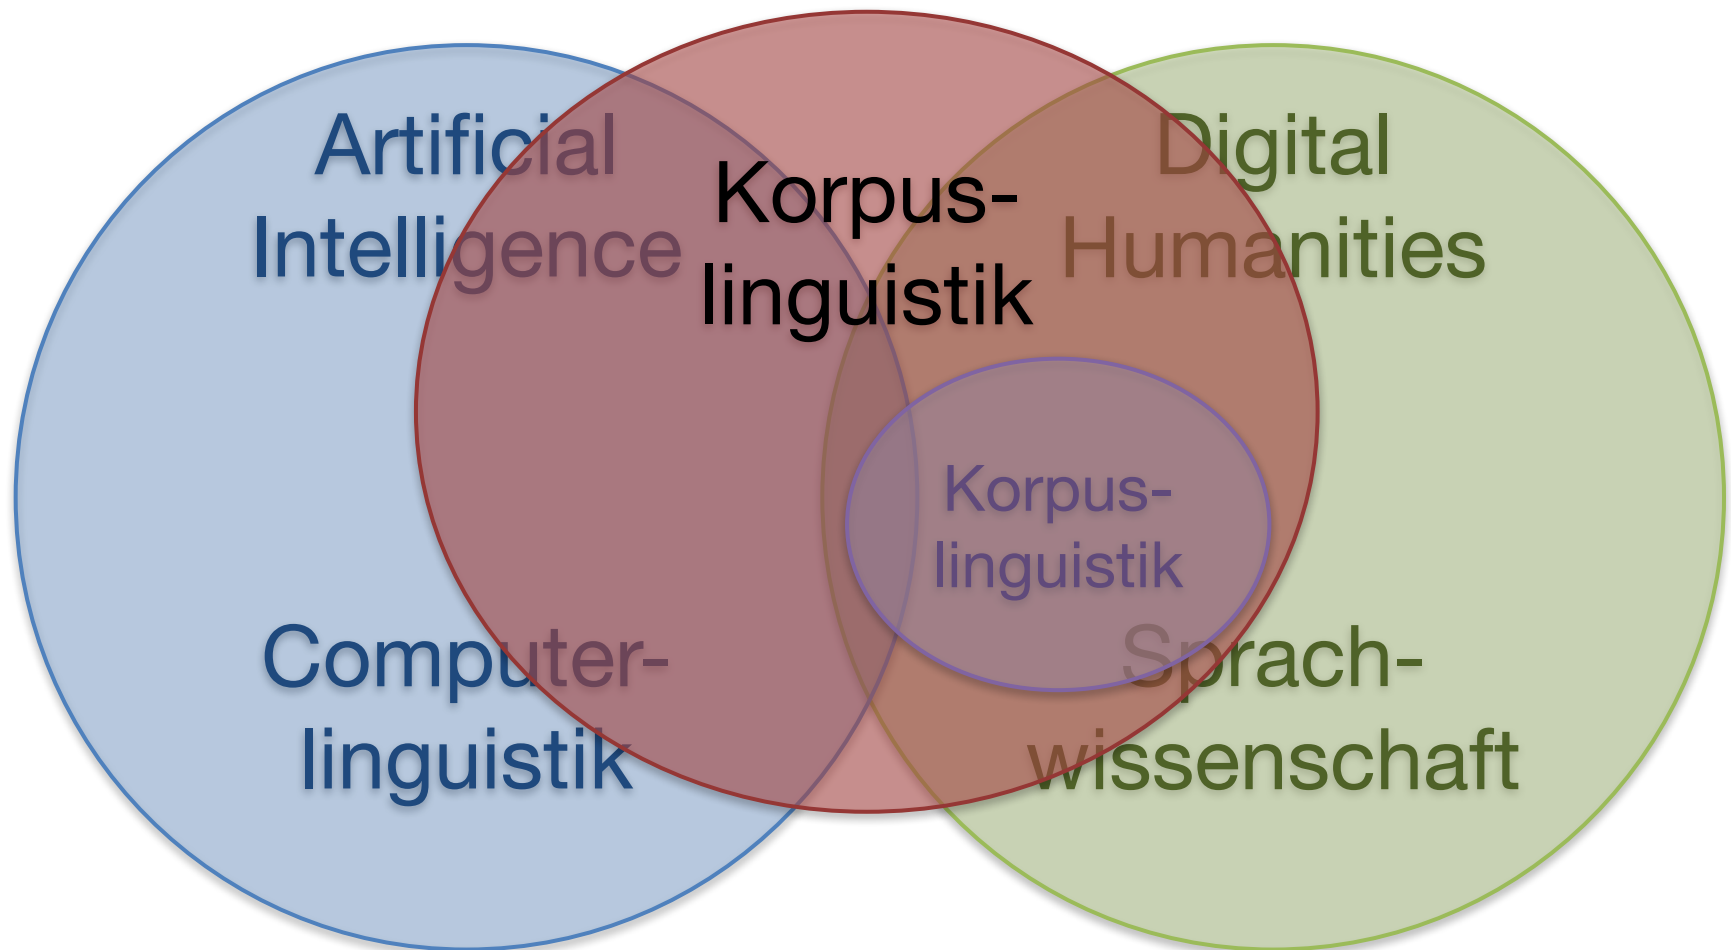 Artificial
Intelligence
Korpus-
linguistik
Digital
Humanities
Korpus-
linguistik
Computer-
linguistik
Sprach-
wissenschaft